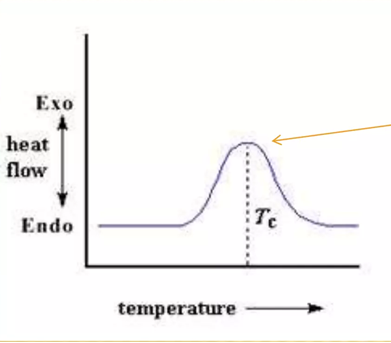 Exo
heat
flow
Endo
Tc
temperature